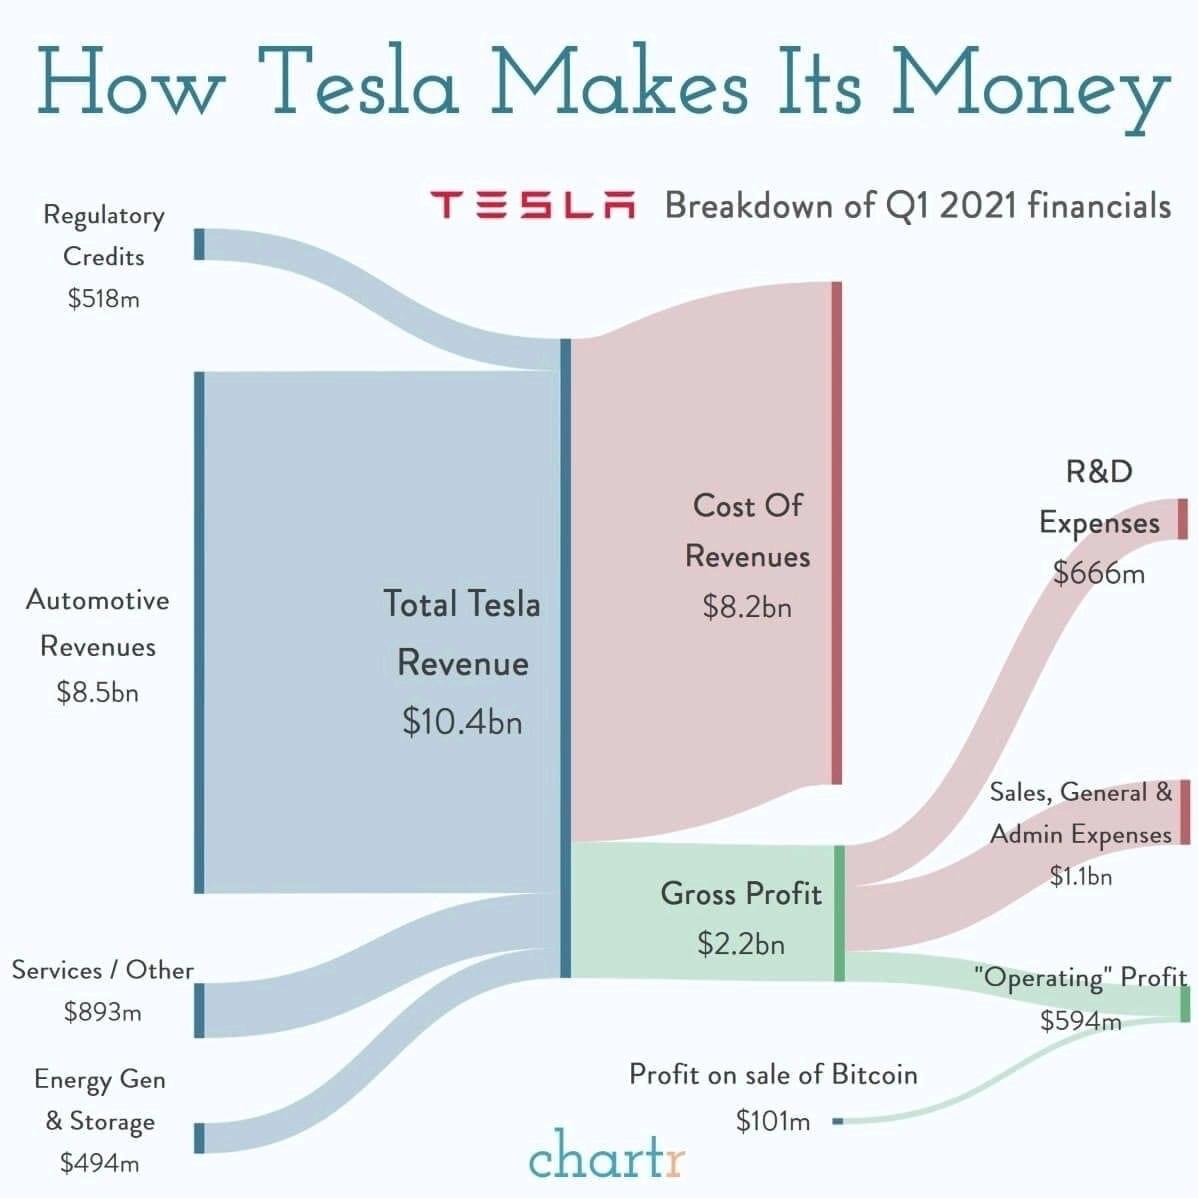 How Tesla Makes Its Money
TESLA Breakdown of Q1 2021 financials
Regulatory
Credits
$518m
Automotive
Revenues
$8.5bn
Services / Other
$893m
Energy Gen
& Storage
$494m
Total Tesla
Revenue
$10.4bn
Cost Of
Revenues
$8.2bn
Gross Profit
$2.2bn
R&D
Expenses
$666m
Sales, General &
Admin Expenses
$1.1bn
"Operating" Profit
$594m
Profit on sale of Bitcoin
$101m
chartr